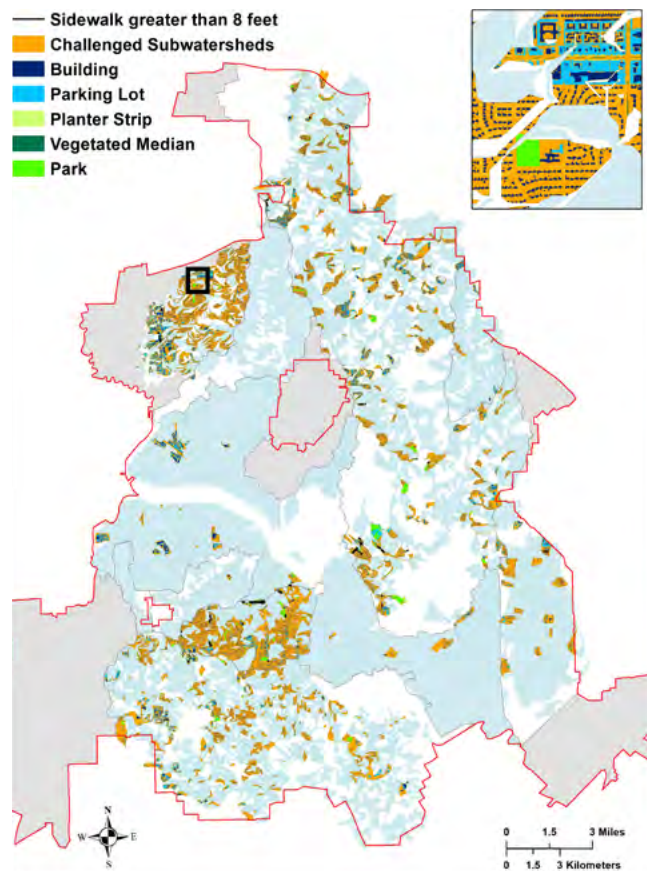 Sidewalk greater than 8 feet
Challenged Subwatersheds
Building
Parking Lot
Planter Strip
Vegetated Median
Park
N
W
E
S
0 1.5 3 Miles
0 1.5 3 Kilometers